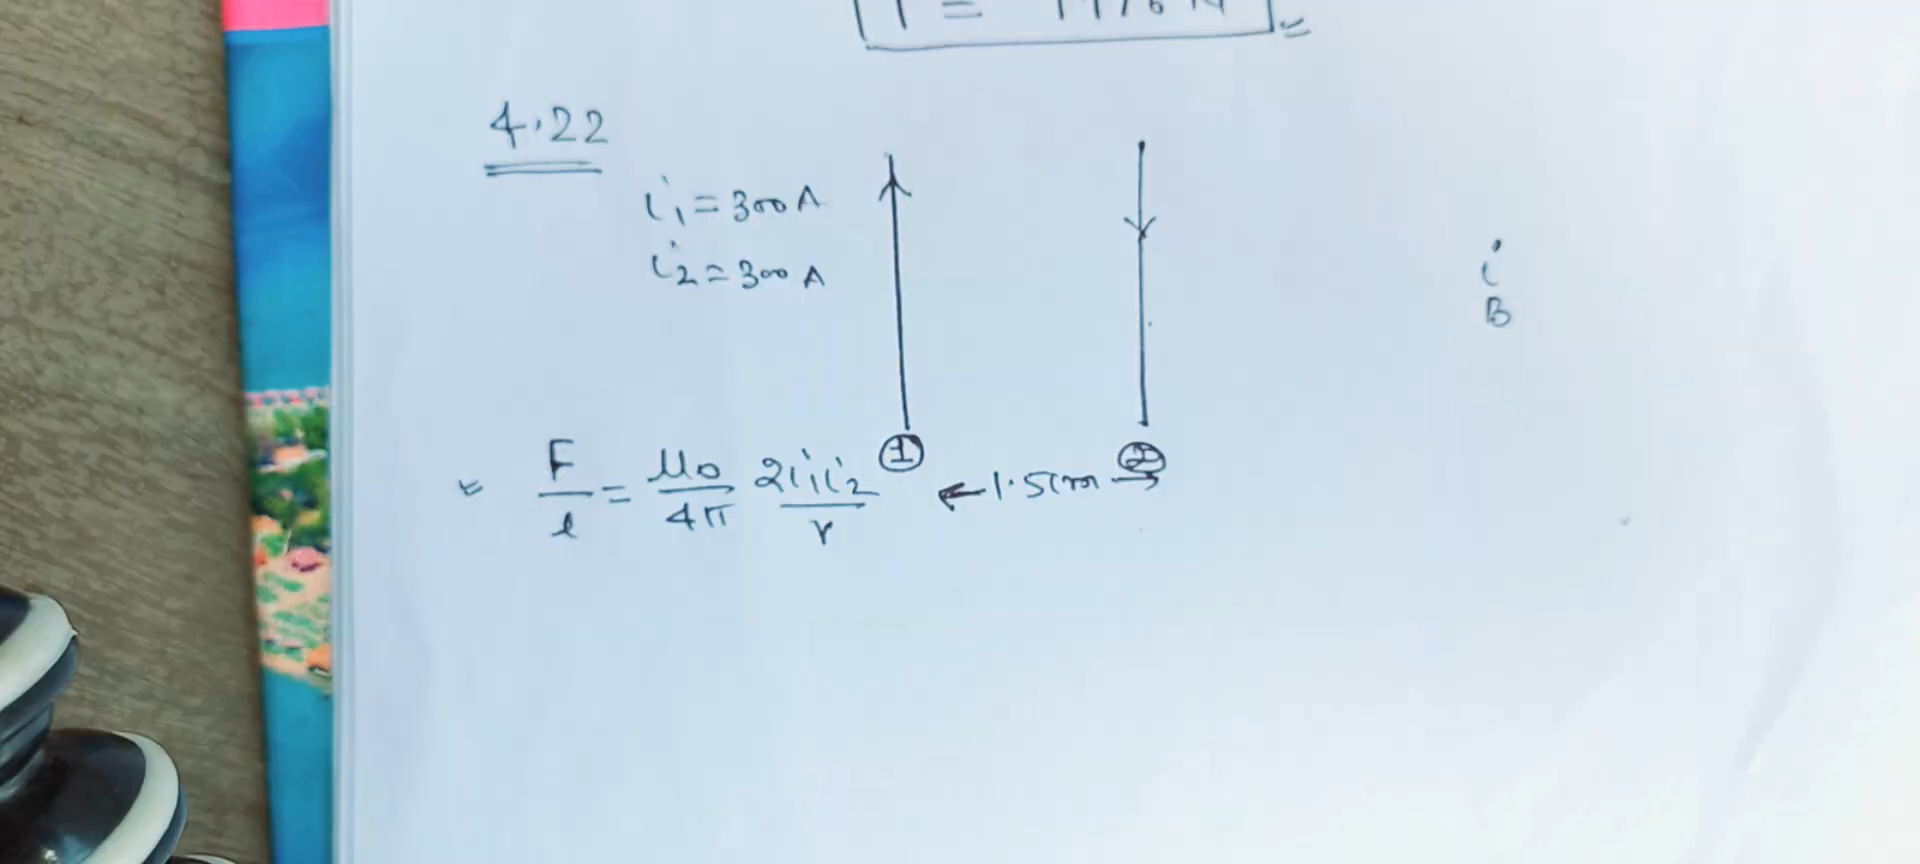 4.22
i₁ = 300 A
i₂ = 300 A
i
B
F/l = μ₀/4π 2i₁i₂/r
① ②
←1.5cm→